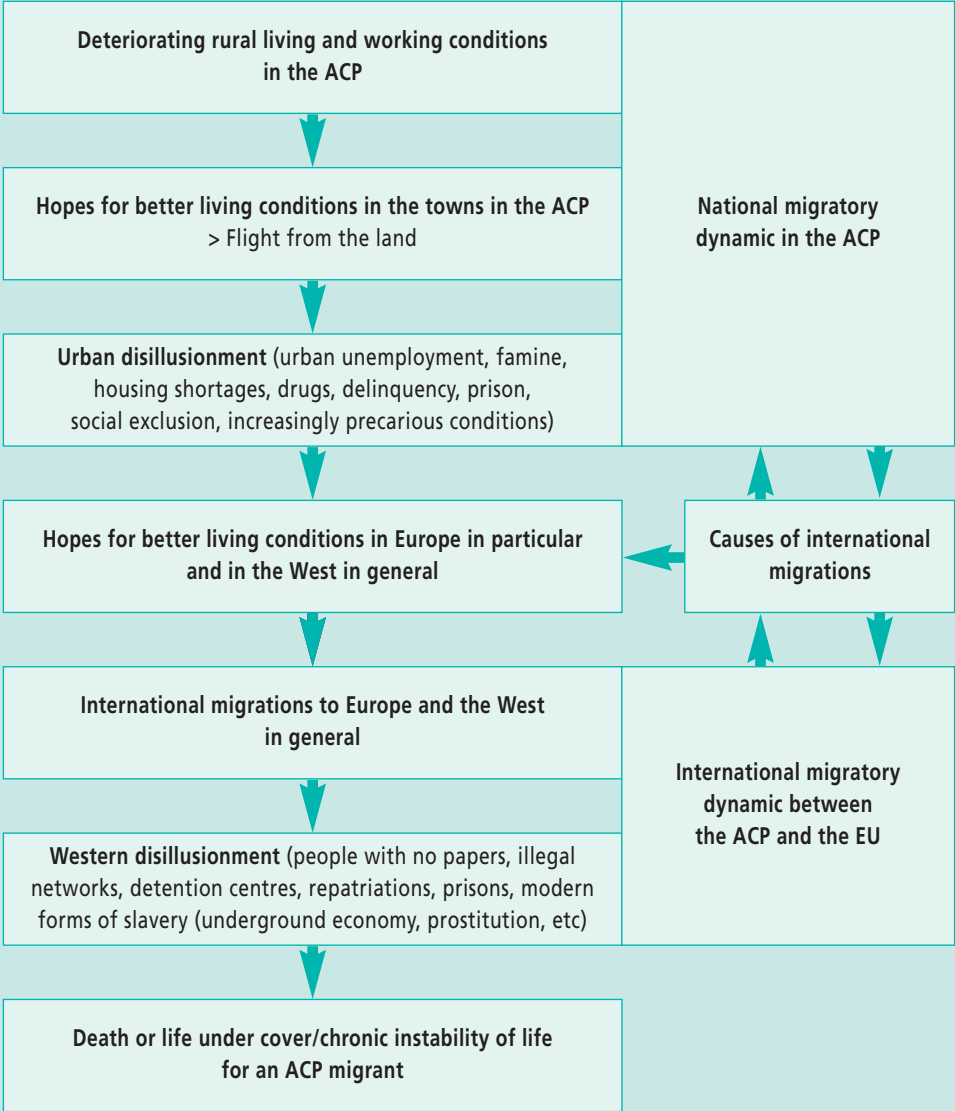 Deteriorating rural living and working conditions
in the ACP
Hopes for better living conditions in the towns in the ACP
> Flight from the land
National migratory
dynamic in the ACP
Urban disillusionment (urban unemployment, famine,
housing shortages, drugs, delinquency, prison,
social exclusion, increasingly precarious conditions)
Hopes for better living conditions in Europe in particular
and in the West in general
Causes of international
migrations
International migrations to Europe and the West
in general
International migratory
dynamic between
the ACP and the EU
Western disillusionment (people with no papers, illegal
networks, detention centres, repatriations, prisons, modern
forms of slavery (underground economy, prostitution, etc)
Death or life under cover/chronic instability of life
for an ACP migrant